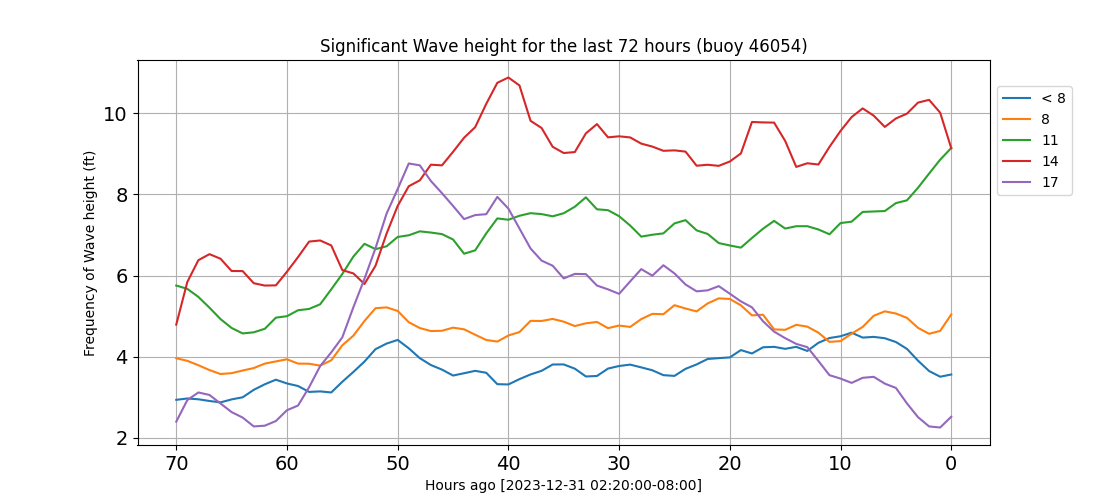 Significant Wave height for the last 72 hours (buoy 46054)
Frequency of Wave height (ft)
10
8
6
4
2
70 60 50 40 30 20 10 0
Hours ago [2023-12-31 02:20:00-08:00]
< 8
8
11
14
17